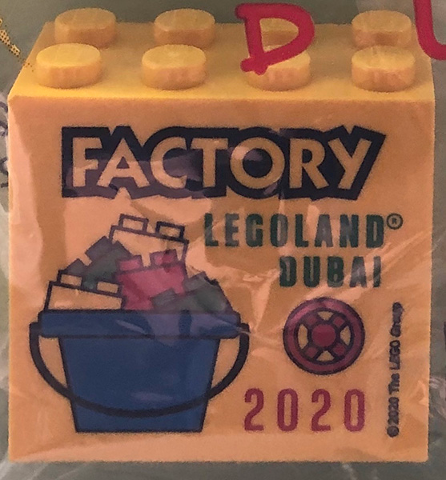 D
FACTORY
LEGOLAND®
DUBAI
2020
© 2020 The LEGO Group